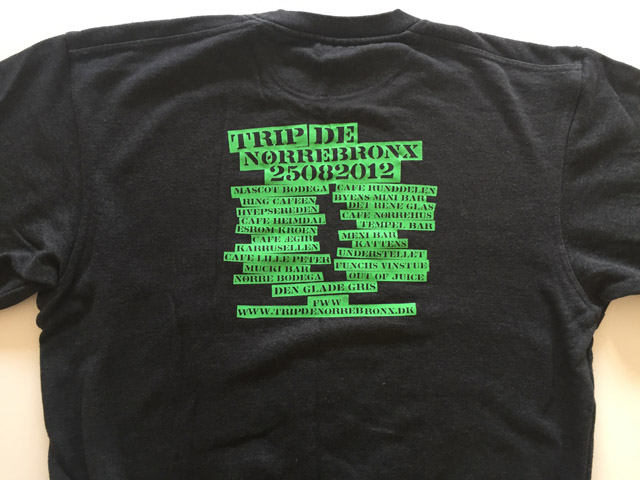 TRIP DE
NØRREBRONX
25082012
MASCOT BODEGA
RING CAFEEN
HVEPSEREDEN
CAFE HEIMDAL
ESROM KROEN
CAFE ÆGIR
KARRUSELLEN
CAFE LILLE PETER
MUCKI BAR
NØRRE BODEGA
CAFE RUNDDELEN
BYENS MINI BAR
DET RENE GLAS
CAFE NØRREHUS
TEMPEL BAR
MEXI BAR
KATTENS
UNDERSTELLET
FUNCHS VINSTUE
OUT OF JUICE
DEN GLADE GRIS
FWW
WWW.TRIPDENORREBRONX.DK